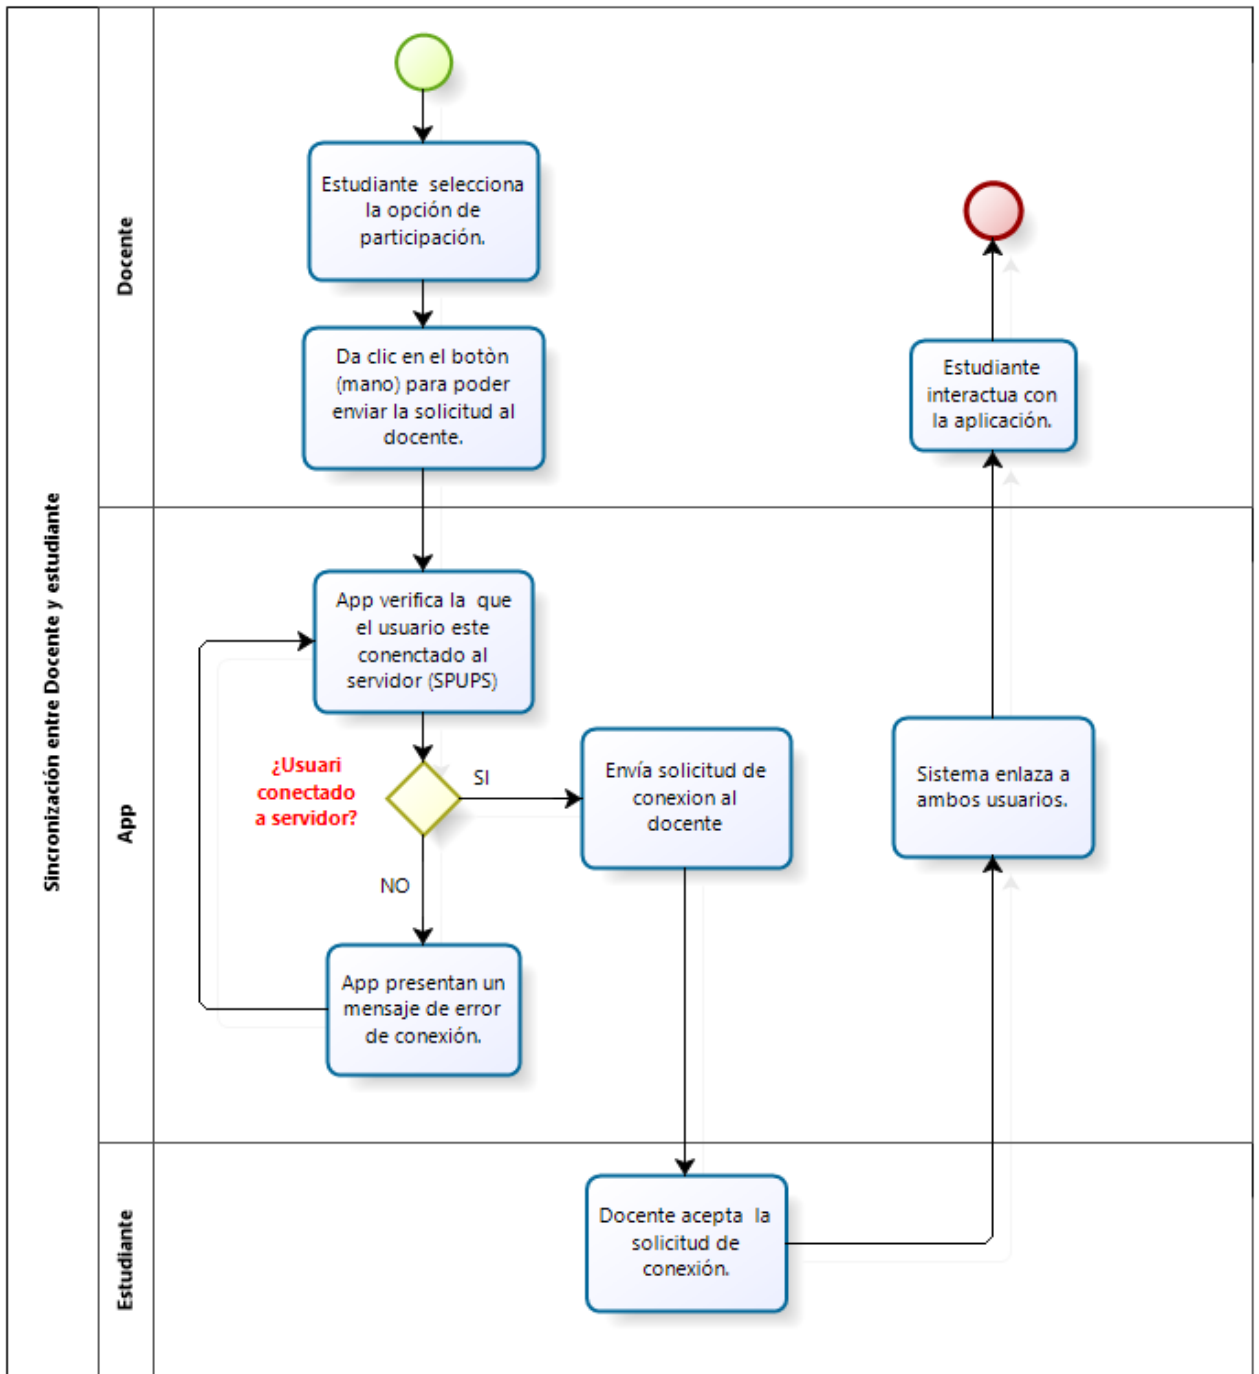 Sincronización entre Docente y estudiante
Docente
Estudiante selecciona
la opción de
participación.
Da clic en el botòn
(mano) para poder
enviar la solicitud al
docente.
Estudiante
interactua con
la aplicación.
App
App verifica la que
el usuario este
conenctado al
servidor (SPUPS)
¿Usuari
conectado
a servidor?
SI
NO
Envía solicitud de
conexion al
docente
Sistema enlaza a
ambos usuarios.
App presentan un
mensaje de error
de conexión.
Estudiante
Docente acepta la
solicitud de
conexión.